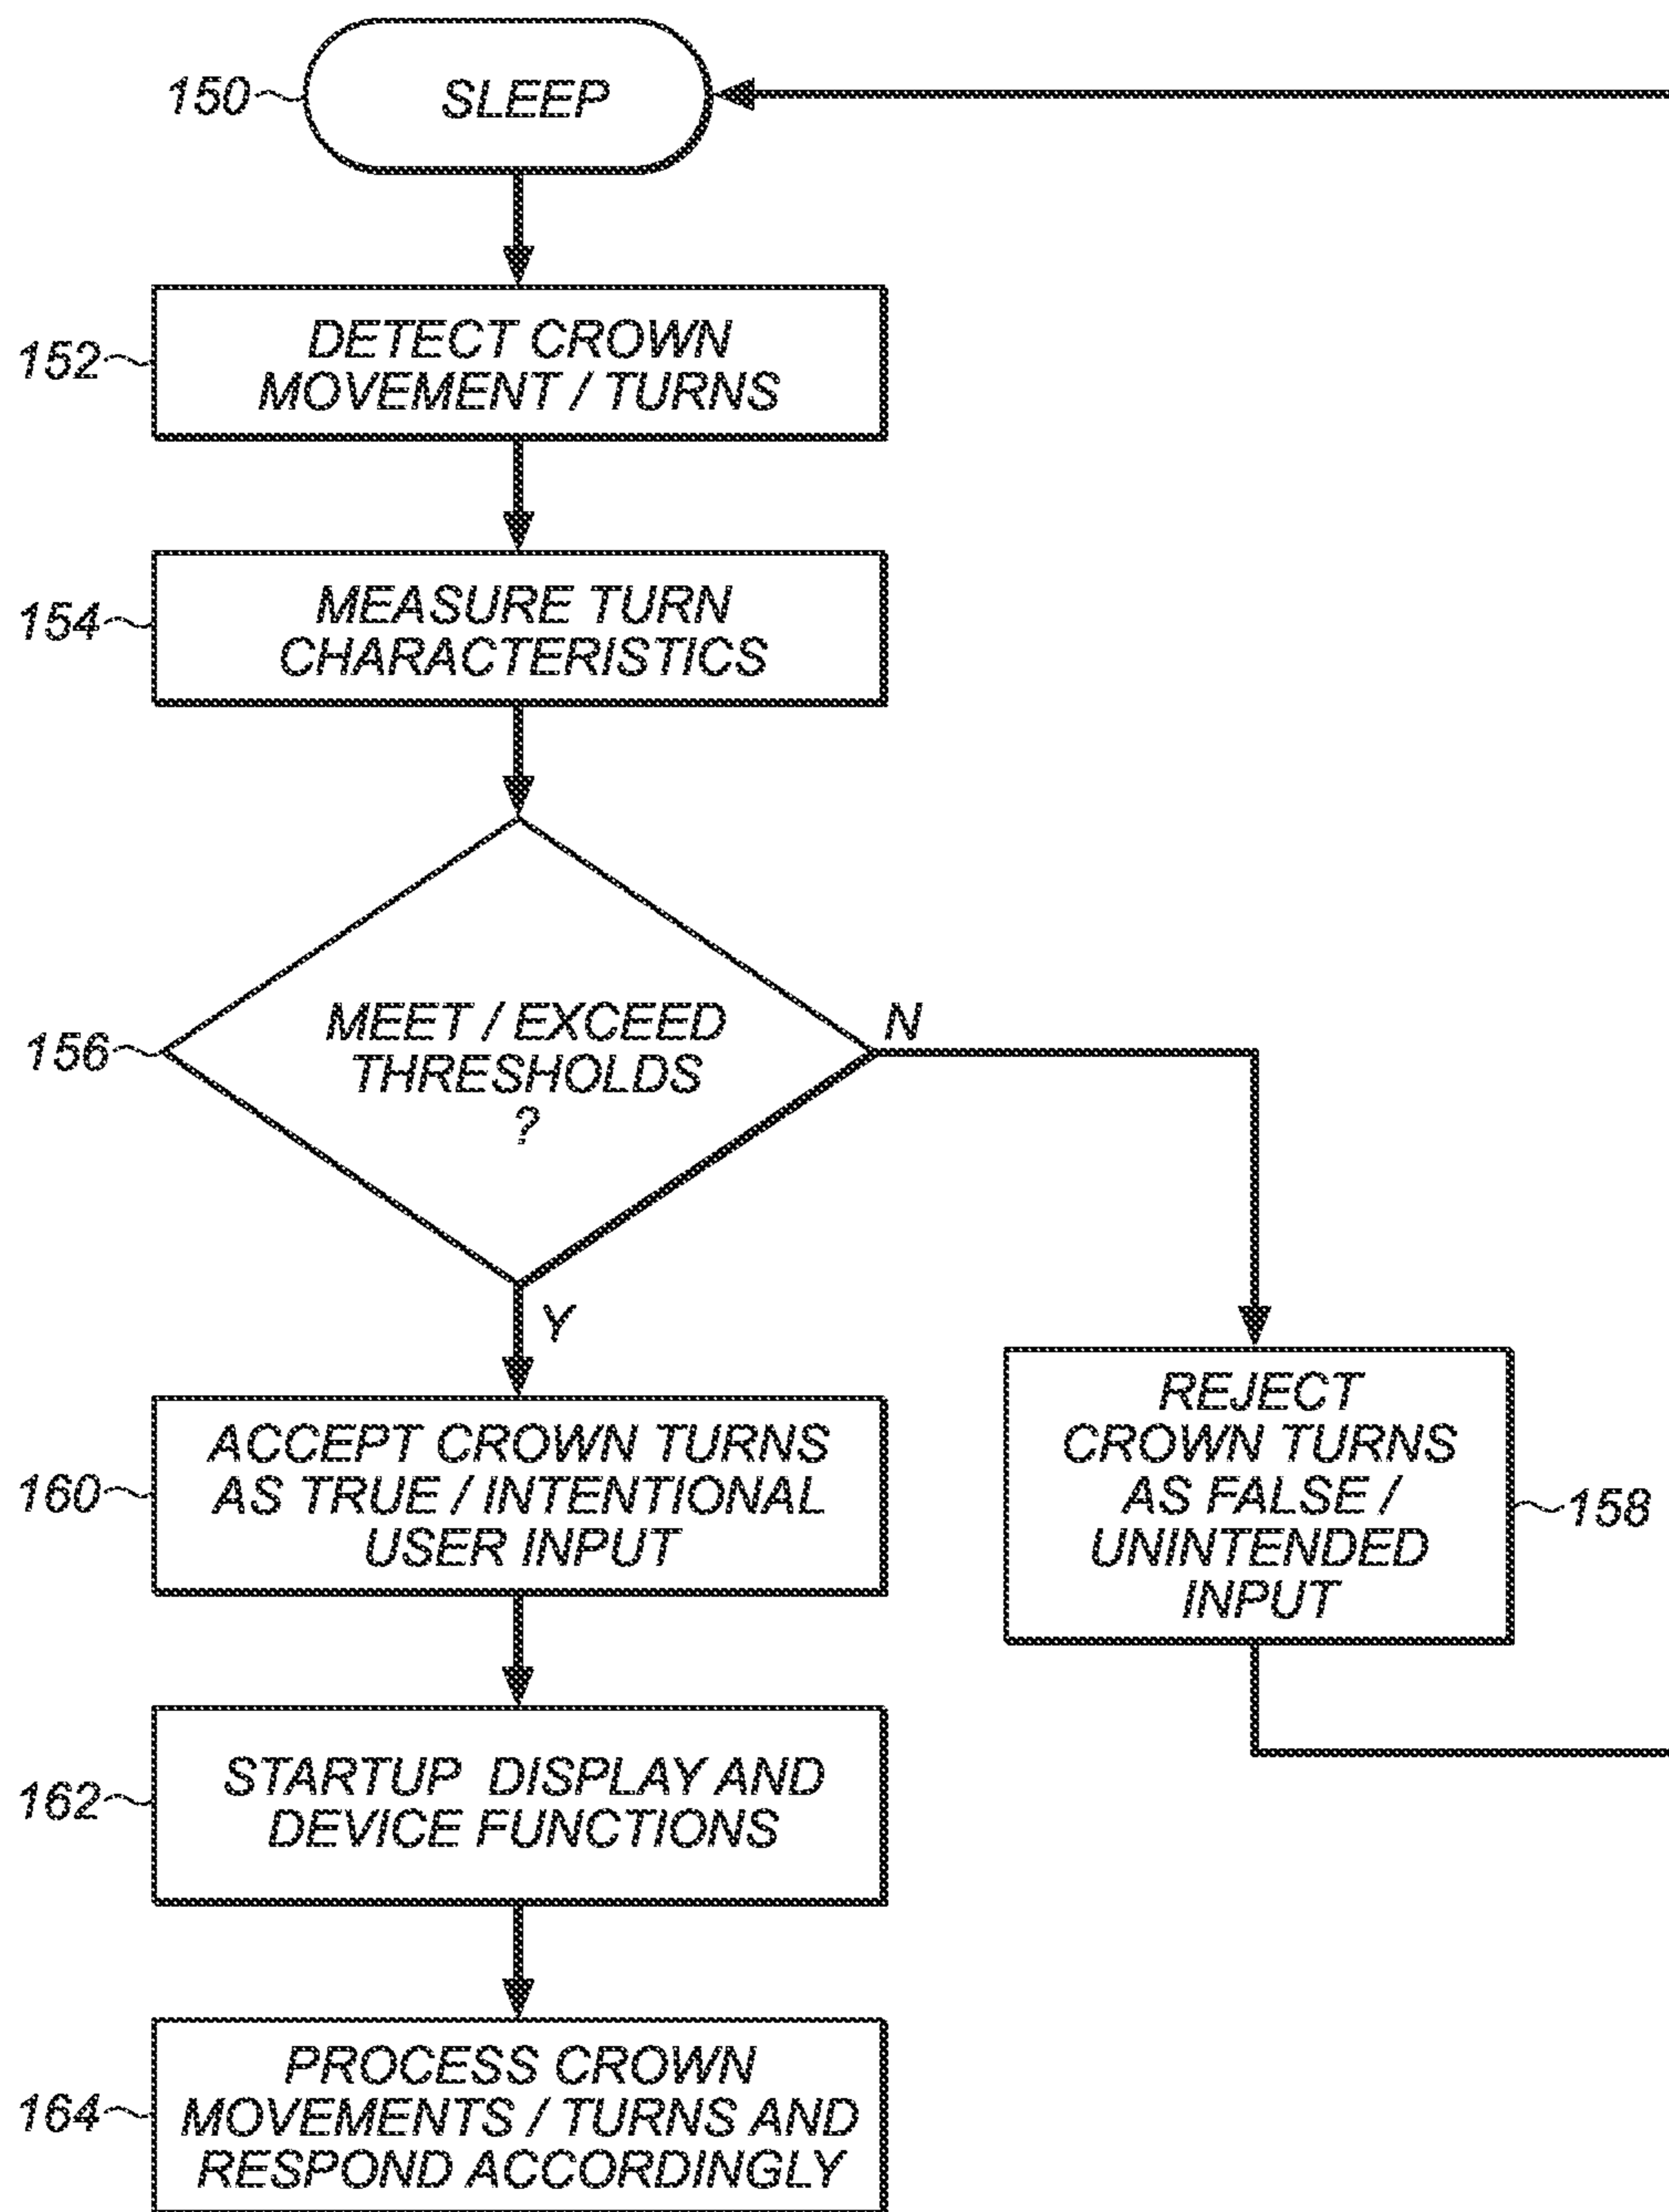 150
SLEEP
152
DETECT CROWN
MOVEMENT / TURNS
154
MEASURE TURN
CHARACTERISTICS
156
MEET / EXCEED
THRESHOLDS
?
N
Y
160
ACCEPT CROWN TURNS
AS TRUE / INTENTIONAL
USER INPUT
REJECT
CROWN TURNS
AS FALSE /
UNINTENDED
INPUT
158
162
STARTUP DISPLAY AND
DEVICE FUNCTIONS
164
PROCESS CROWN
MOVEMENTS / TURNS AND
RESPOND ACCORDINGLY